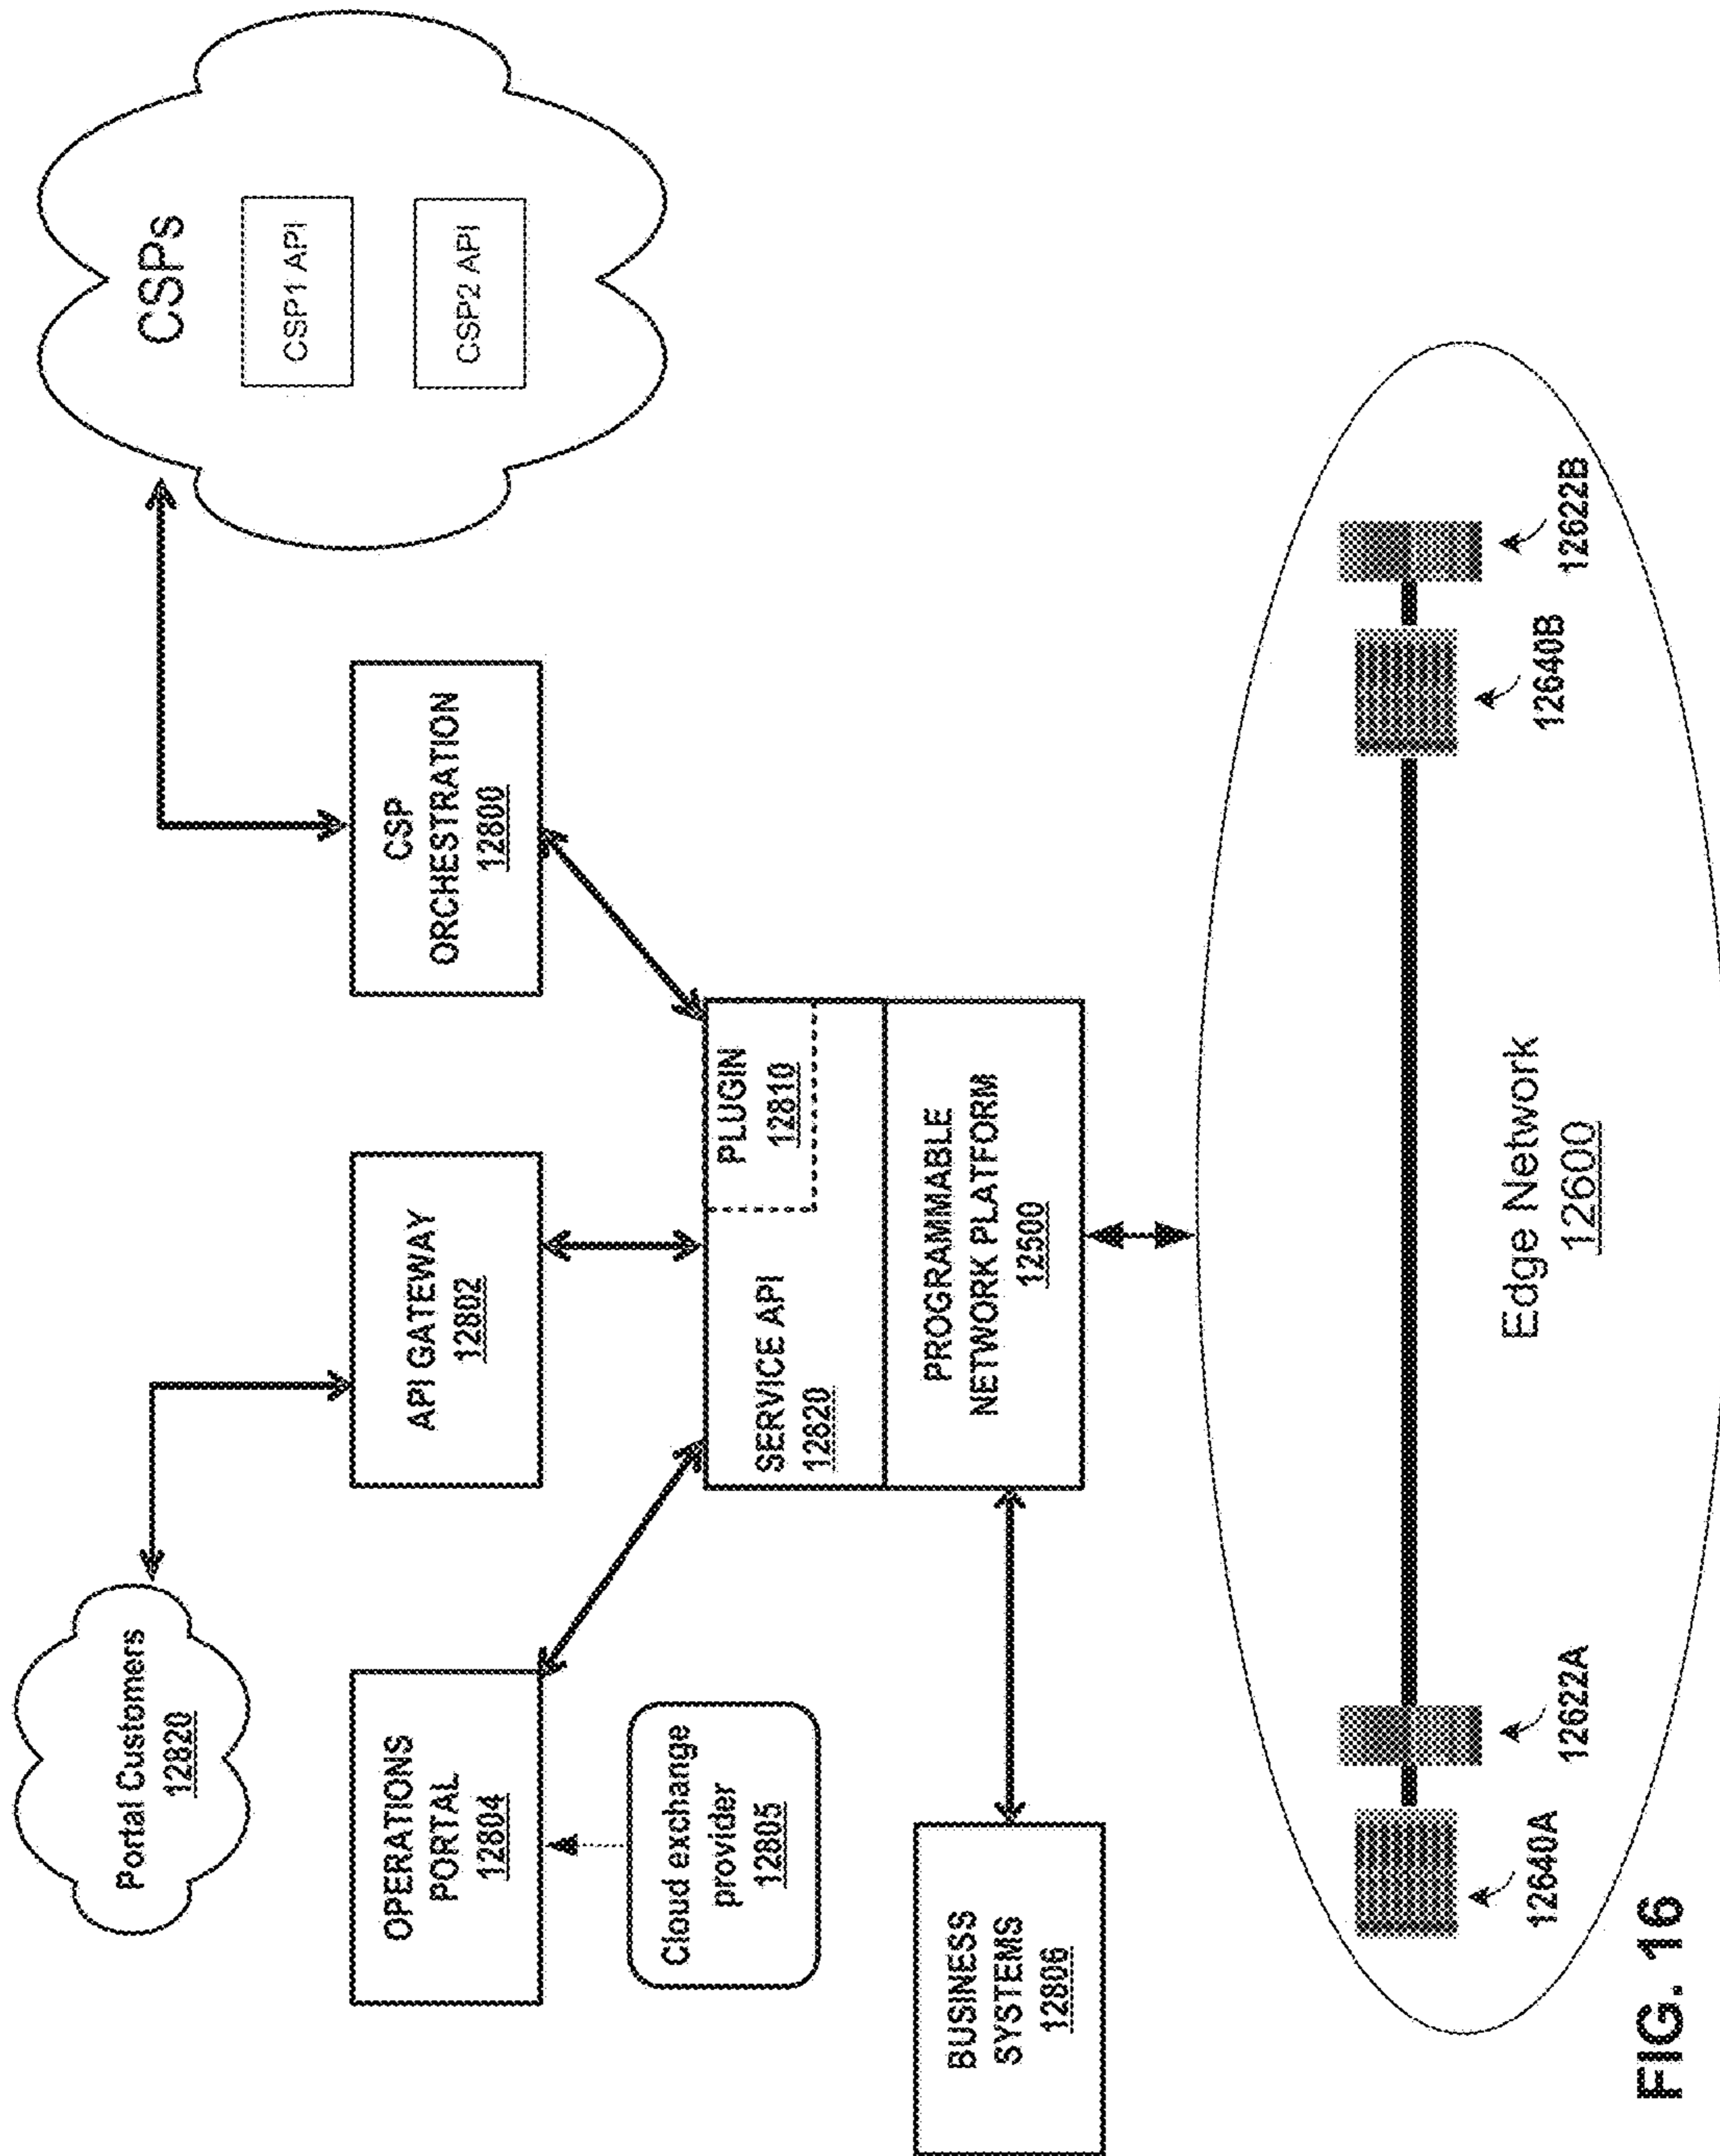 Portal Customers
12820
CSPs
CSP1 API
CSP2 API
OPERATIONS
PORTAL
12804
API GATEWAY
12802
CSP
ORCHESTRATION
12800
Cloud exchange
provider
12805
SERVICE API
12820
PLUGIN
12810
PROGRAMMABLE
NETWORK PLATFORM
12500
BUSINESS
SYSTEMS
12806
12640A
12622A
12640B
12622B
Edge Network
12600
FIG. 16